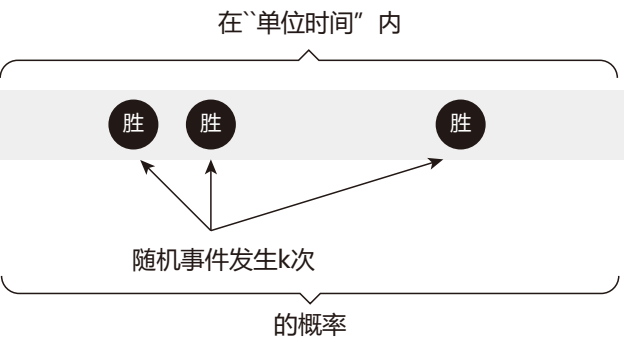 在``单位时间”内
胜 胜 胜
随机事件发生k次
的概率